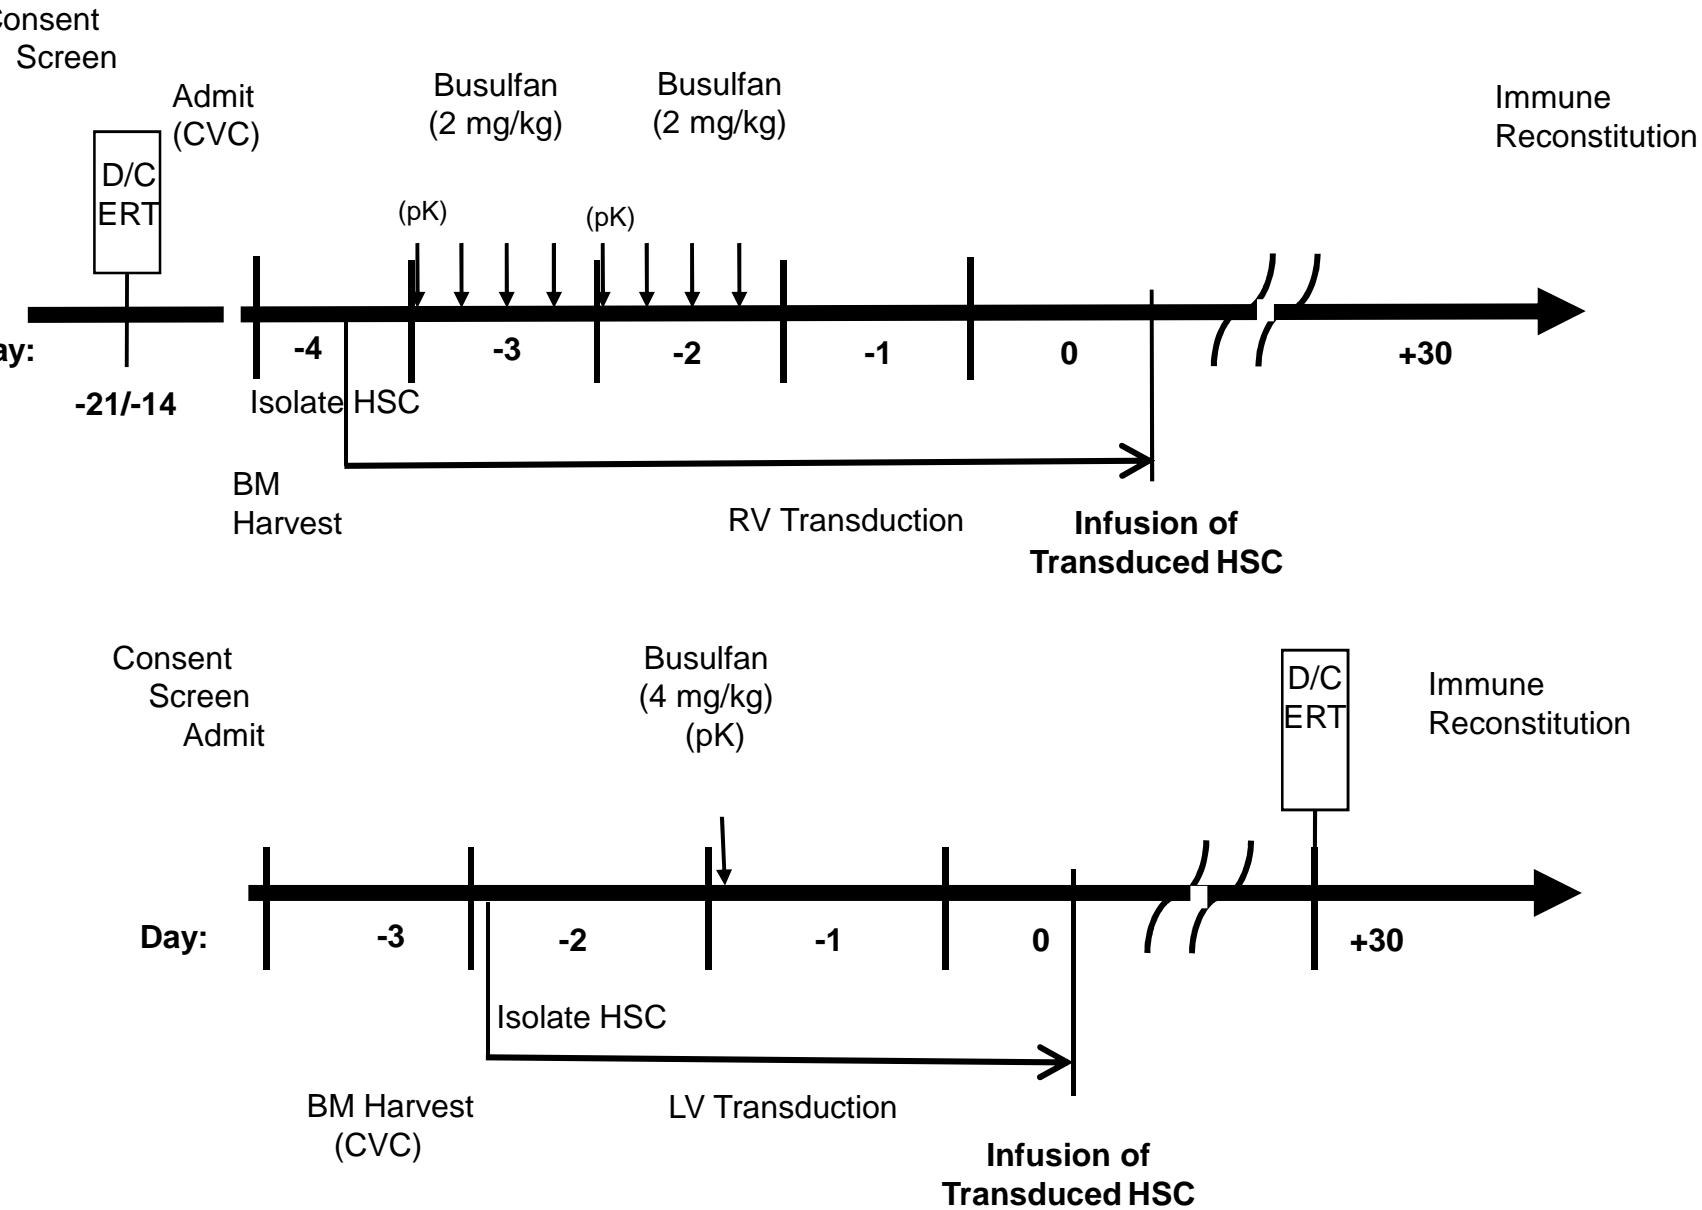 Screen
Admit
(CVC)
Busulfan
(2 mg/kg)
Busulfan
(2 mg/kg)
Immune
Reconstitution
D/C
ERT
(pK)
(pK)
-4
-3
-2
-1
0
+30
-21/-14
Isolate HSC
BM
Harvest
RV Transduction
Infusion of
Transduced HSC
Consent
Screen
Admit
Busulfan
(4 mg/kg)
(pK)
D/C
ERT
Immune
Reconstitution
Day:
-3
-2
-1
0
+30
Isolate HSC
BM Harvest
(CVC)
LV Transduction
Infusion of
Transduced HSC